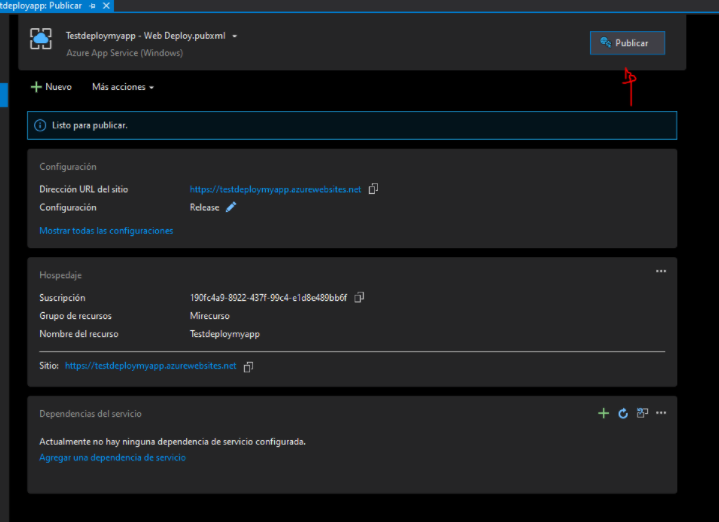 tdeployapp: Publicar
Testdeploymyapp - Web Deploy.pubxml
Azure App Service (Windows)
Publicar
Nuevo Más acciones
Listo para publicar.
Configuración
Dirección URL del sitio https://testdeploymyapp.azurewebsites.net
Configuración Release
Mostrar todas las configuraciones
Hospedaje
Suscripción 190fc4a9-8922-437f-99c4-e1d8e489bb6f
Grupo de recursos Mirecurso
Nombre del recurso Testdeploymyapp
Sitio: https://testdeploymyapp.azurewebsites.net
Dependencias del servicio
Actualmente no hay ninguna dependencia de servicio configurada.
Agregar una dependencia de servicio